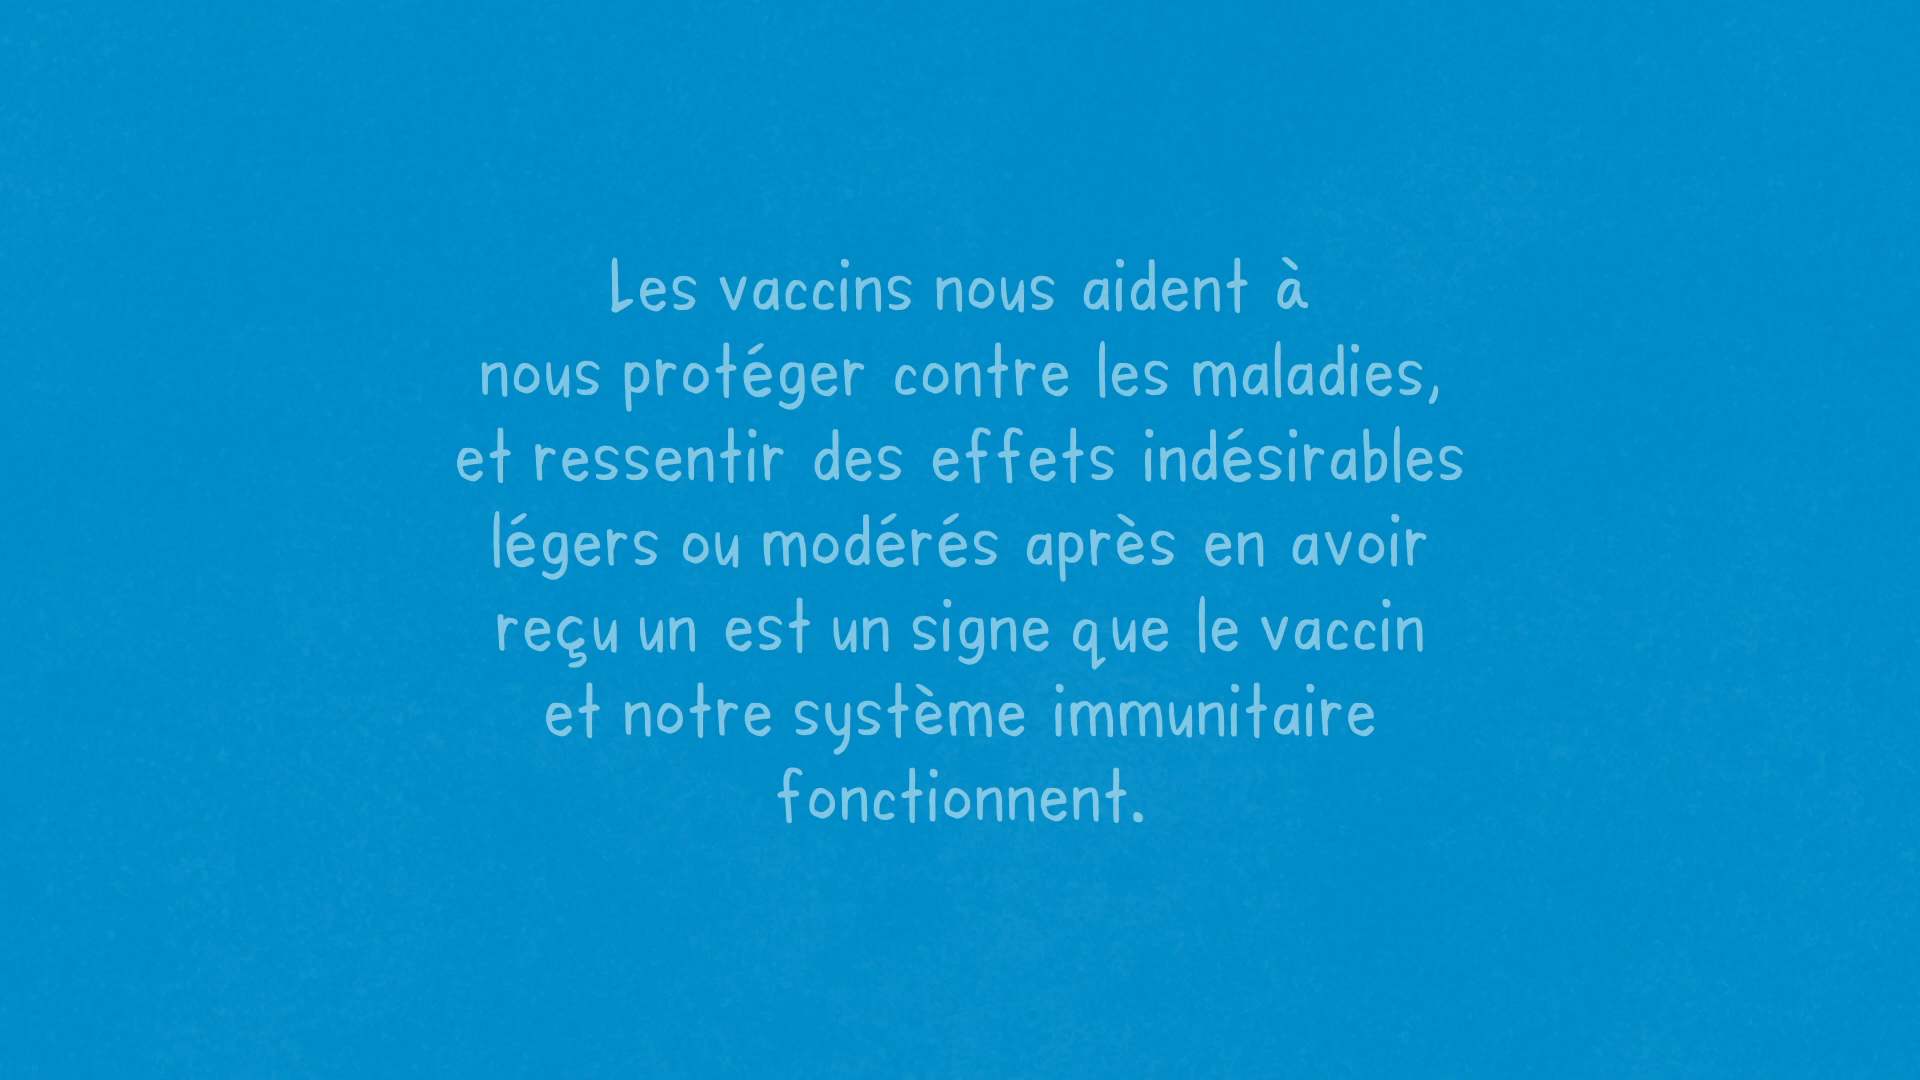 Les vaccins nous aident à
nous protéger contre les maladies,
et ressentir des effets indésirables
légers ou modérés après en avoir
reçu un est un signe que le vaccin
et notre système immunitaire
fonctionnent.